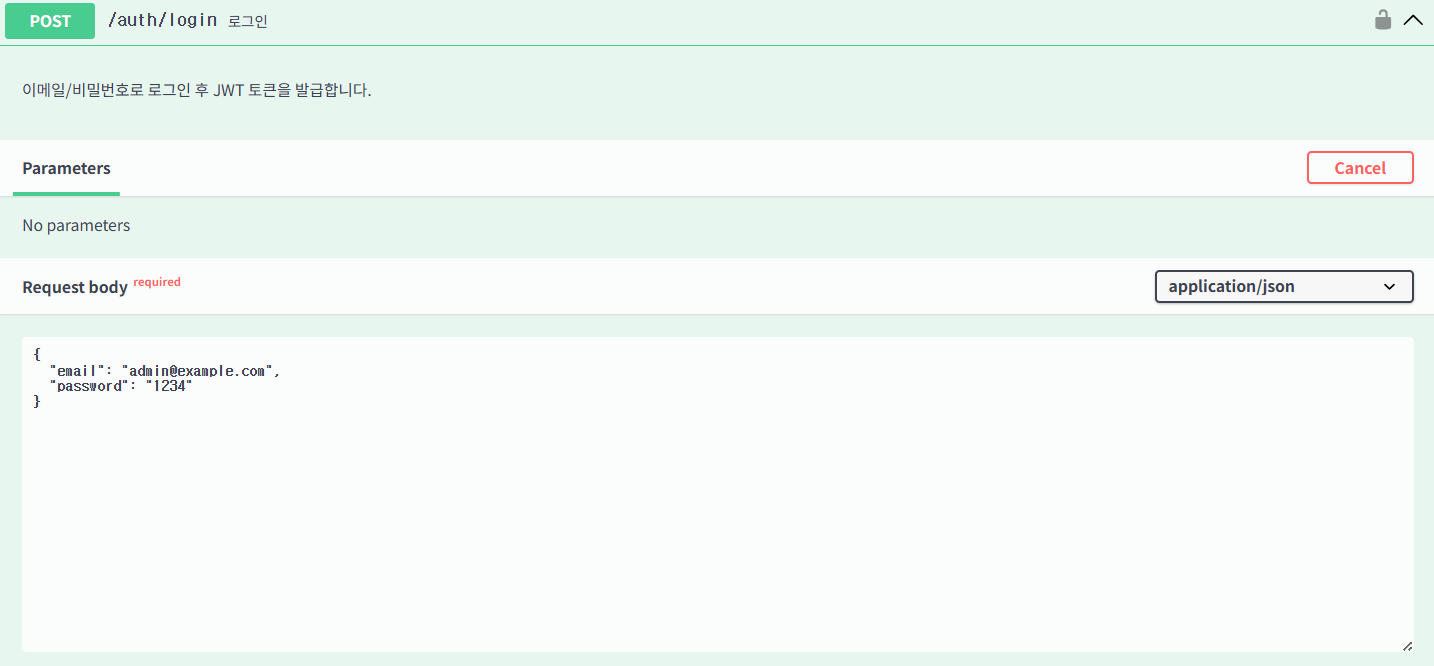 POST /auth/login 로그인
이메일/비밀번호로 로그인 후 JWT 토큰을 발급합니다.
Parameters Cancel
No parameters
Request body required application/json
{
  "email": "admin@example.com",
  "password": "1234"
}